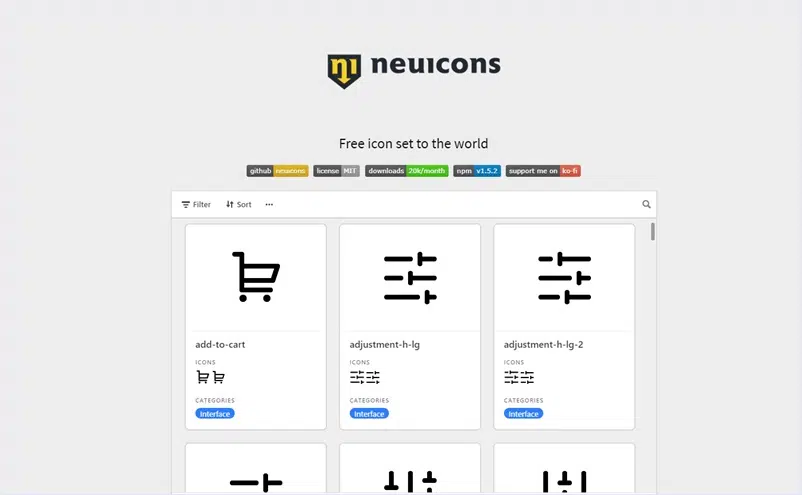 neuicons
Free icon set to the world
github neuicons license MIT downloads 20k/month npm v1.5.2 support me on ko-fi
Filter Sort ...
add-to-cart adjustment-h-lg adjustment-h-lg-2
ICONS ICONS ICONS
CATEGORIES CATEGORIES CATEGORIES
Interface Interface Interface